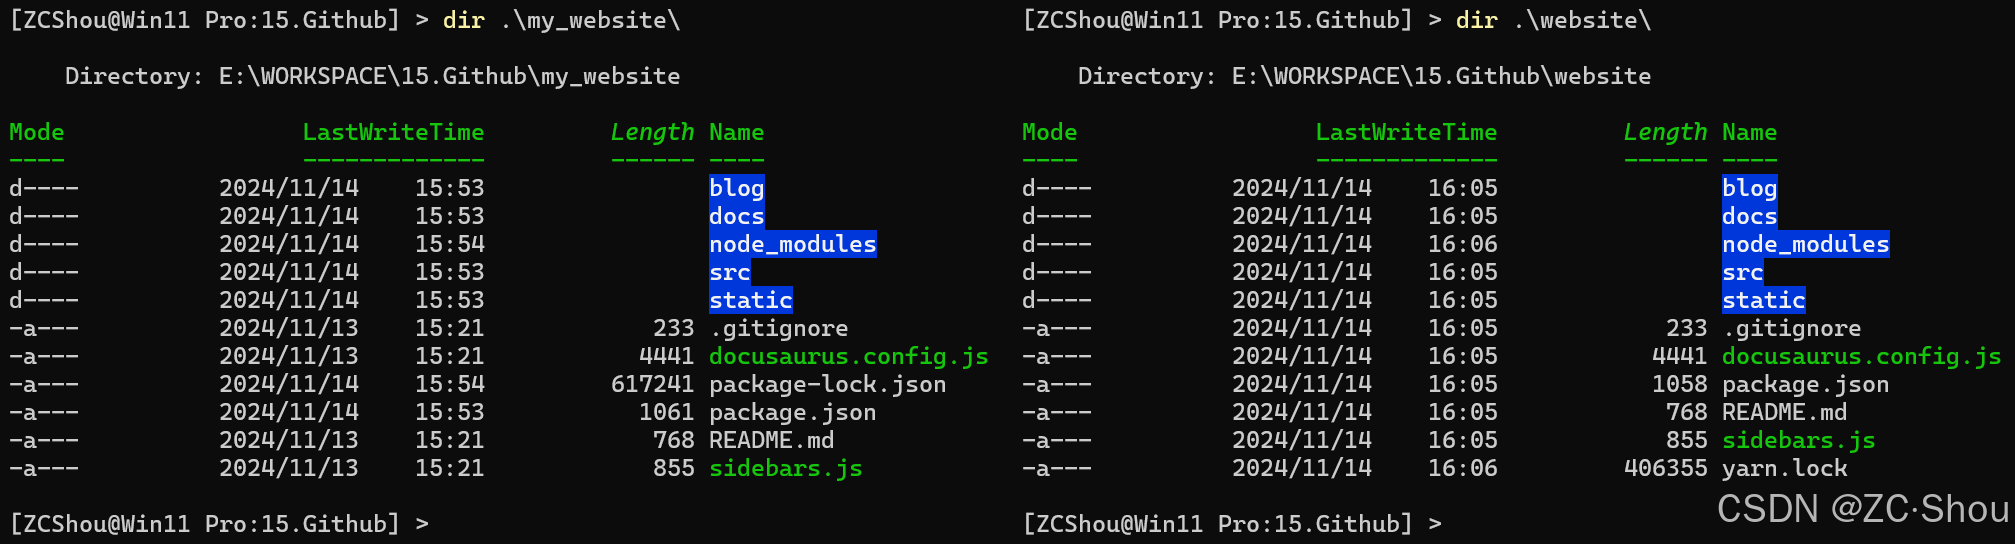 [ZCShou@Win11 Pro:15.Github] > dir .\my_website\
Directory: E:\WORKSPACE\15.Github\my_website
Mode LastWriteTime Length Name
---- ------------- ------ ----
d---- 2024/11/14 15:53 blog
d---- 2024/11/14 15:53 docs
d---- 2024/11/14 15:54 node_modules
d---- 2024/11/14 15:53 src
d---- 2024/11/14 15:53 static
-a--- 2024/11/13 15:21 233 .gitignore
-a--- 2024/11/13 15:21 4441 docusaurus.config.js
-a--- 2024/11/14 15:54 617241 package-lock.json
-a--- 2024/11/14 15:53 1061 package.json
-a--- 2024/11/13 15:21 768 README.md
-a--- 2024/11/13 15:21 855 sidebars.js
[ZCShou@Win11 Pro:15.Github] >
[ZCShou@Win11 Pro:15.Github] > dir .\website\
Directory: E:\WORKSPACE\15.Github\website
Mode LastWriteTime Length Name
---- ------------- ------ ----
d---- 2024/11/14 16:05 blog
d---- 2024/11/14 16:05 docs
d---- 2024/11/14 16:06 node_modules
d---- 2024/11/14 16:05 src
d---- 2024/11/14 16:05 static
-a--- 2024/11/14 16:05 233 .gitignore
-a--- 2024/11/14 16:05 4441 docusaurus.config.js
-a--- 2024/11/14 16:05 1058 package.json
-a--- 2024/11/14 16:05 768 README.md
-a--- 2024/11/14 16:05 855 sidebars.js
-a--- 2024/11/14 16:06 406355 yarn.lock
[ZCShou@Win11 Pro:15.Github] >
CSDN @ZC·Shou